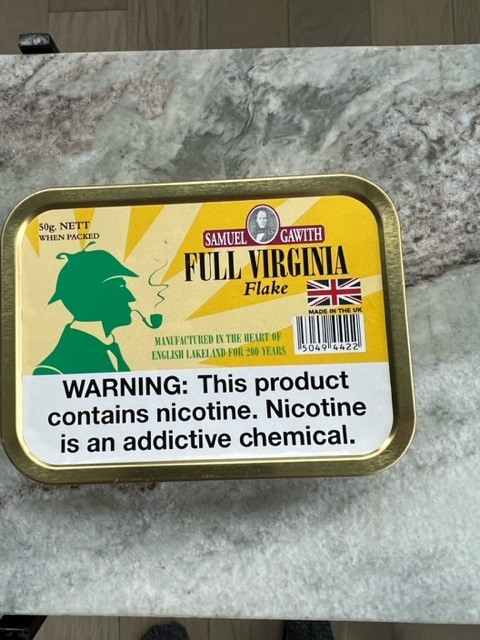 50g. NETT
WHEN PACKED
SAMUEL GAWITH
FULL VIRGINIA
Flake
MADE IN THE UK
MANUFACTURED IN THE HEART OF
ENGLISH LAKELAND FOR 200 YEARS
5049 4422
WARNING: This product
contains nicotine. Nicotine
is an addictive chemical.